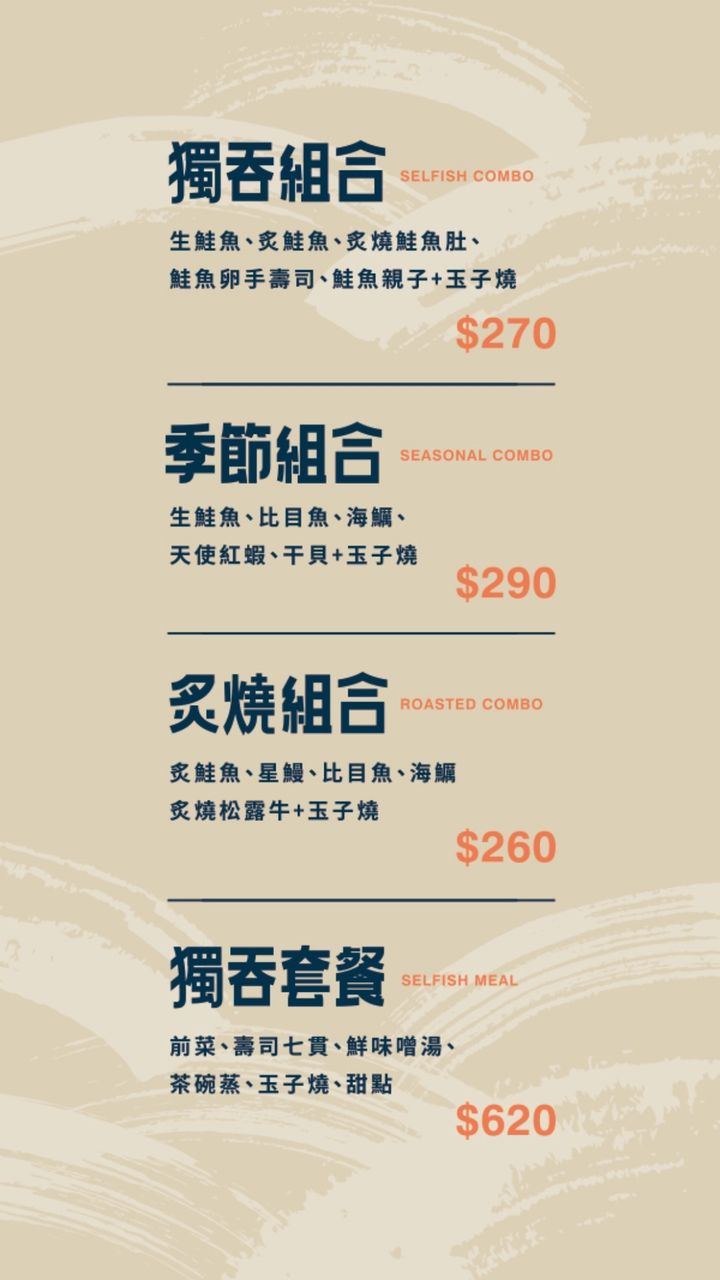 獨吞組合 SELFISH COMBO
生鮭魚、炙鮭魚、炙燒鮭魚肚、
鮭魚卵手壽司、鮭魚親子+玉子燒
$270
季節組合 SEASONAL COMBO
生鮭魚、比目魚、海鱺、
天使紅蝦、干貝+玉子燒
$290
炙燒組合 ROASTED COMBO
炙鮭魚、星鰻、比目魚、海鱺
炙燒松露牛+玉子燒
$260
獨吞套餐 SELFISH MEAL
前菜、壽司七貫、鮮味噌湯、
茶碗蒸、玉子燒、甜點
$620